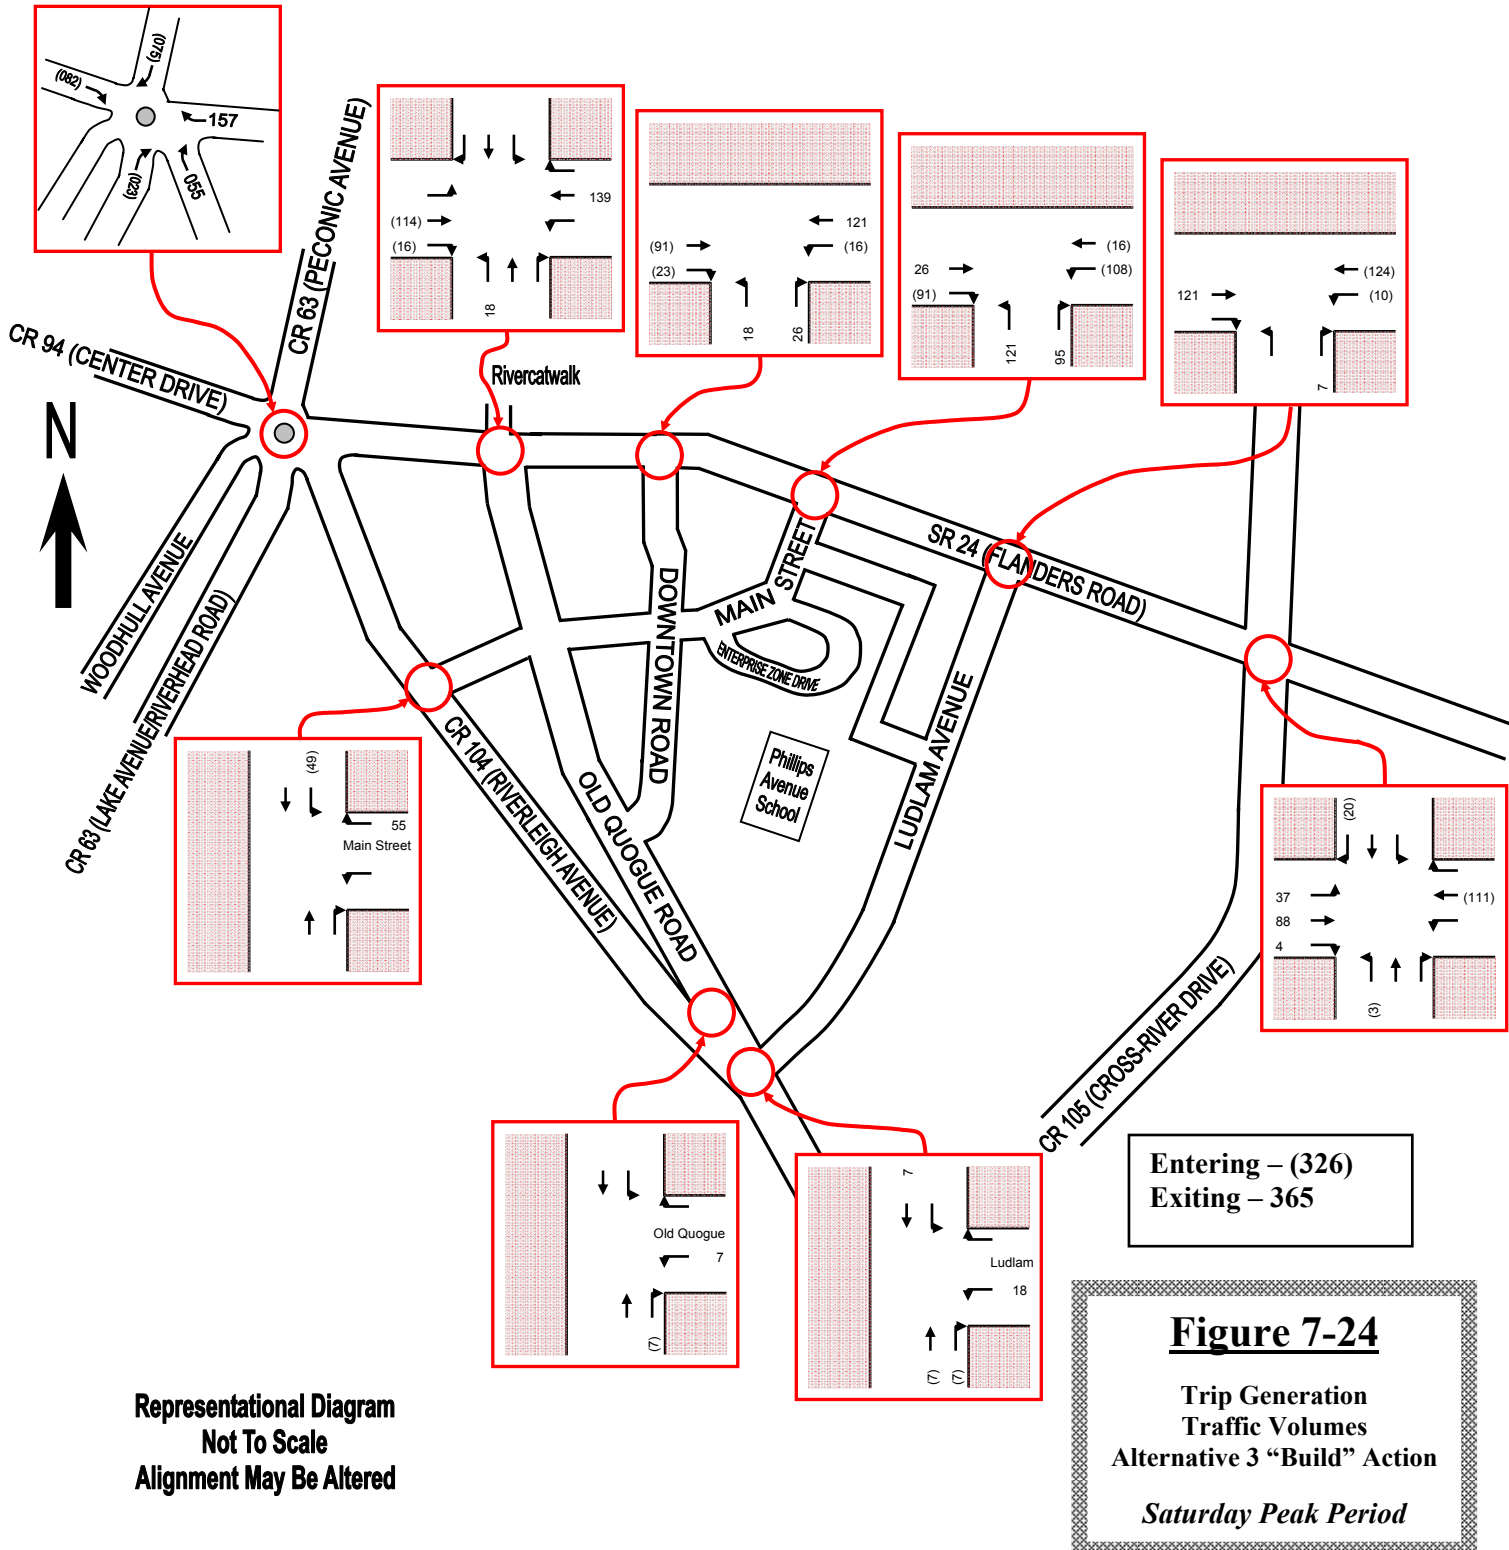 (075)
(082)
157
(023)
055
CR 94 (CENTER DRIVE)
CR 63 (PECONIC AVENUE)
(114)
(16)
139
18
(91)
(23)
121
(16)
18
26
26
(91)
(16)
(108)
121
95
121
(124)
(10)
7
Rivercatwalk
N
WOODHULL AVENUE
CR 63 (LAKE AVENUE/RIVERHEAD ROAD)
SR 24 (FLANDERS ROAD)
MAIN STREET
ENTERPRISE ZONE DRIVE
DOWNTOWN ROAD
LUDLAM AVENUE
Phillips
Avenue
School
CR 104 (RIVERLEIGH AVENUE)
OLD QUOGUE ROAD
CR 105 (CROSS-RIVER DRIVE)
(49)
55
Main Street
(20)
37
88
4
(111)
(3)
Old Quogue
7
(7)
7
Ludlam
18
(7)
(7)
Entering – (326)
Exiting – 365
Representational Diagram
Not To Scale
Alignment May Be Altered
Figure 7-24
Trip Generation
Traffic Volumes
Alternative 3 “Build” Action
Saturday Peak Period